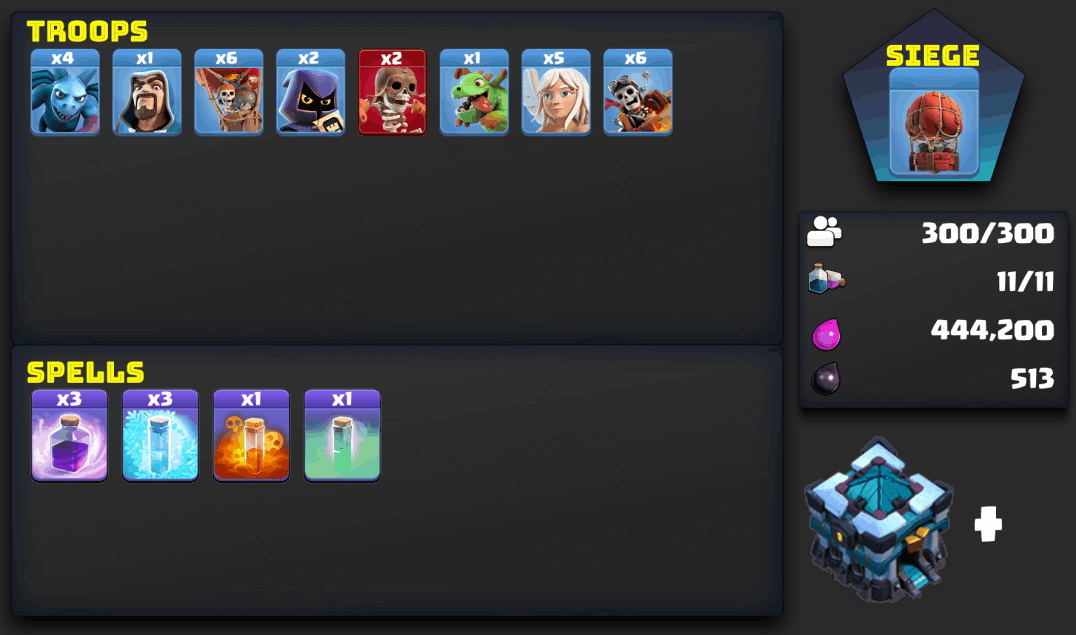 TROOPS
x4 x1 x6 x2 x2 x1 x5 x6
SIEGE
300/300
11/11
444,200
513
SPELLS
x3 x3 x1 x1
+